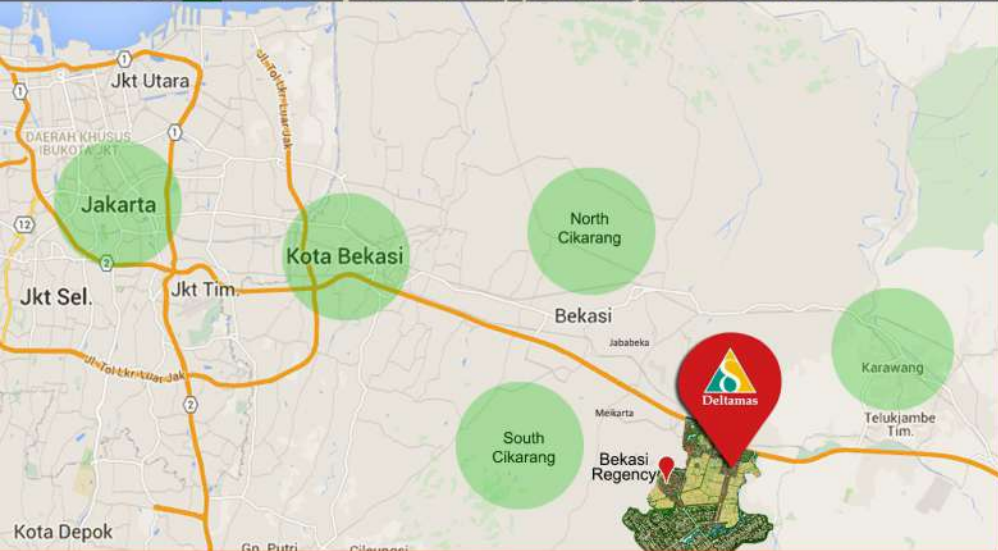 1
Jkt Utara
1
Jl. Tol Lkr. Luar Jak
1
DAERAH KHUSUS
IBUKOTA JKT
Jakarta
North
Cikarang
12
Kota Bekasi
2
Jkt Tim.
Jkt Sel.
Bekasi
Jababeka
Jl. Tol Lkr. Luar Jak
Karawang
Deltamas
2
Meikarta
Telukjambe
Tim.
South
Cikarang
Bekasi
Regency
Kota Depok
Gn. Putri
Cileungsi